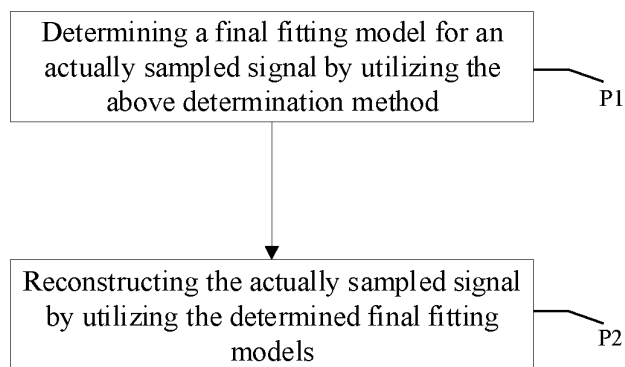 Determining a final fitting model for an
actually sampled signal by utilizing the
above determination method
P1
Reconstructing the actually sampled signal
by utilizing the determined final fitting
models
P2